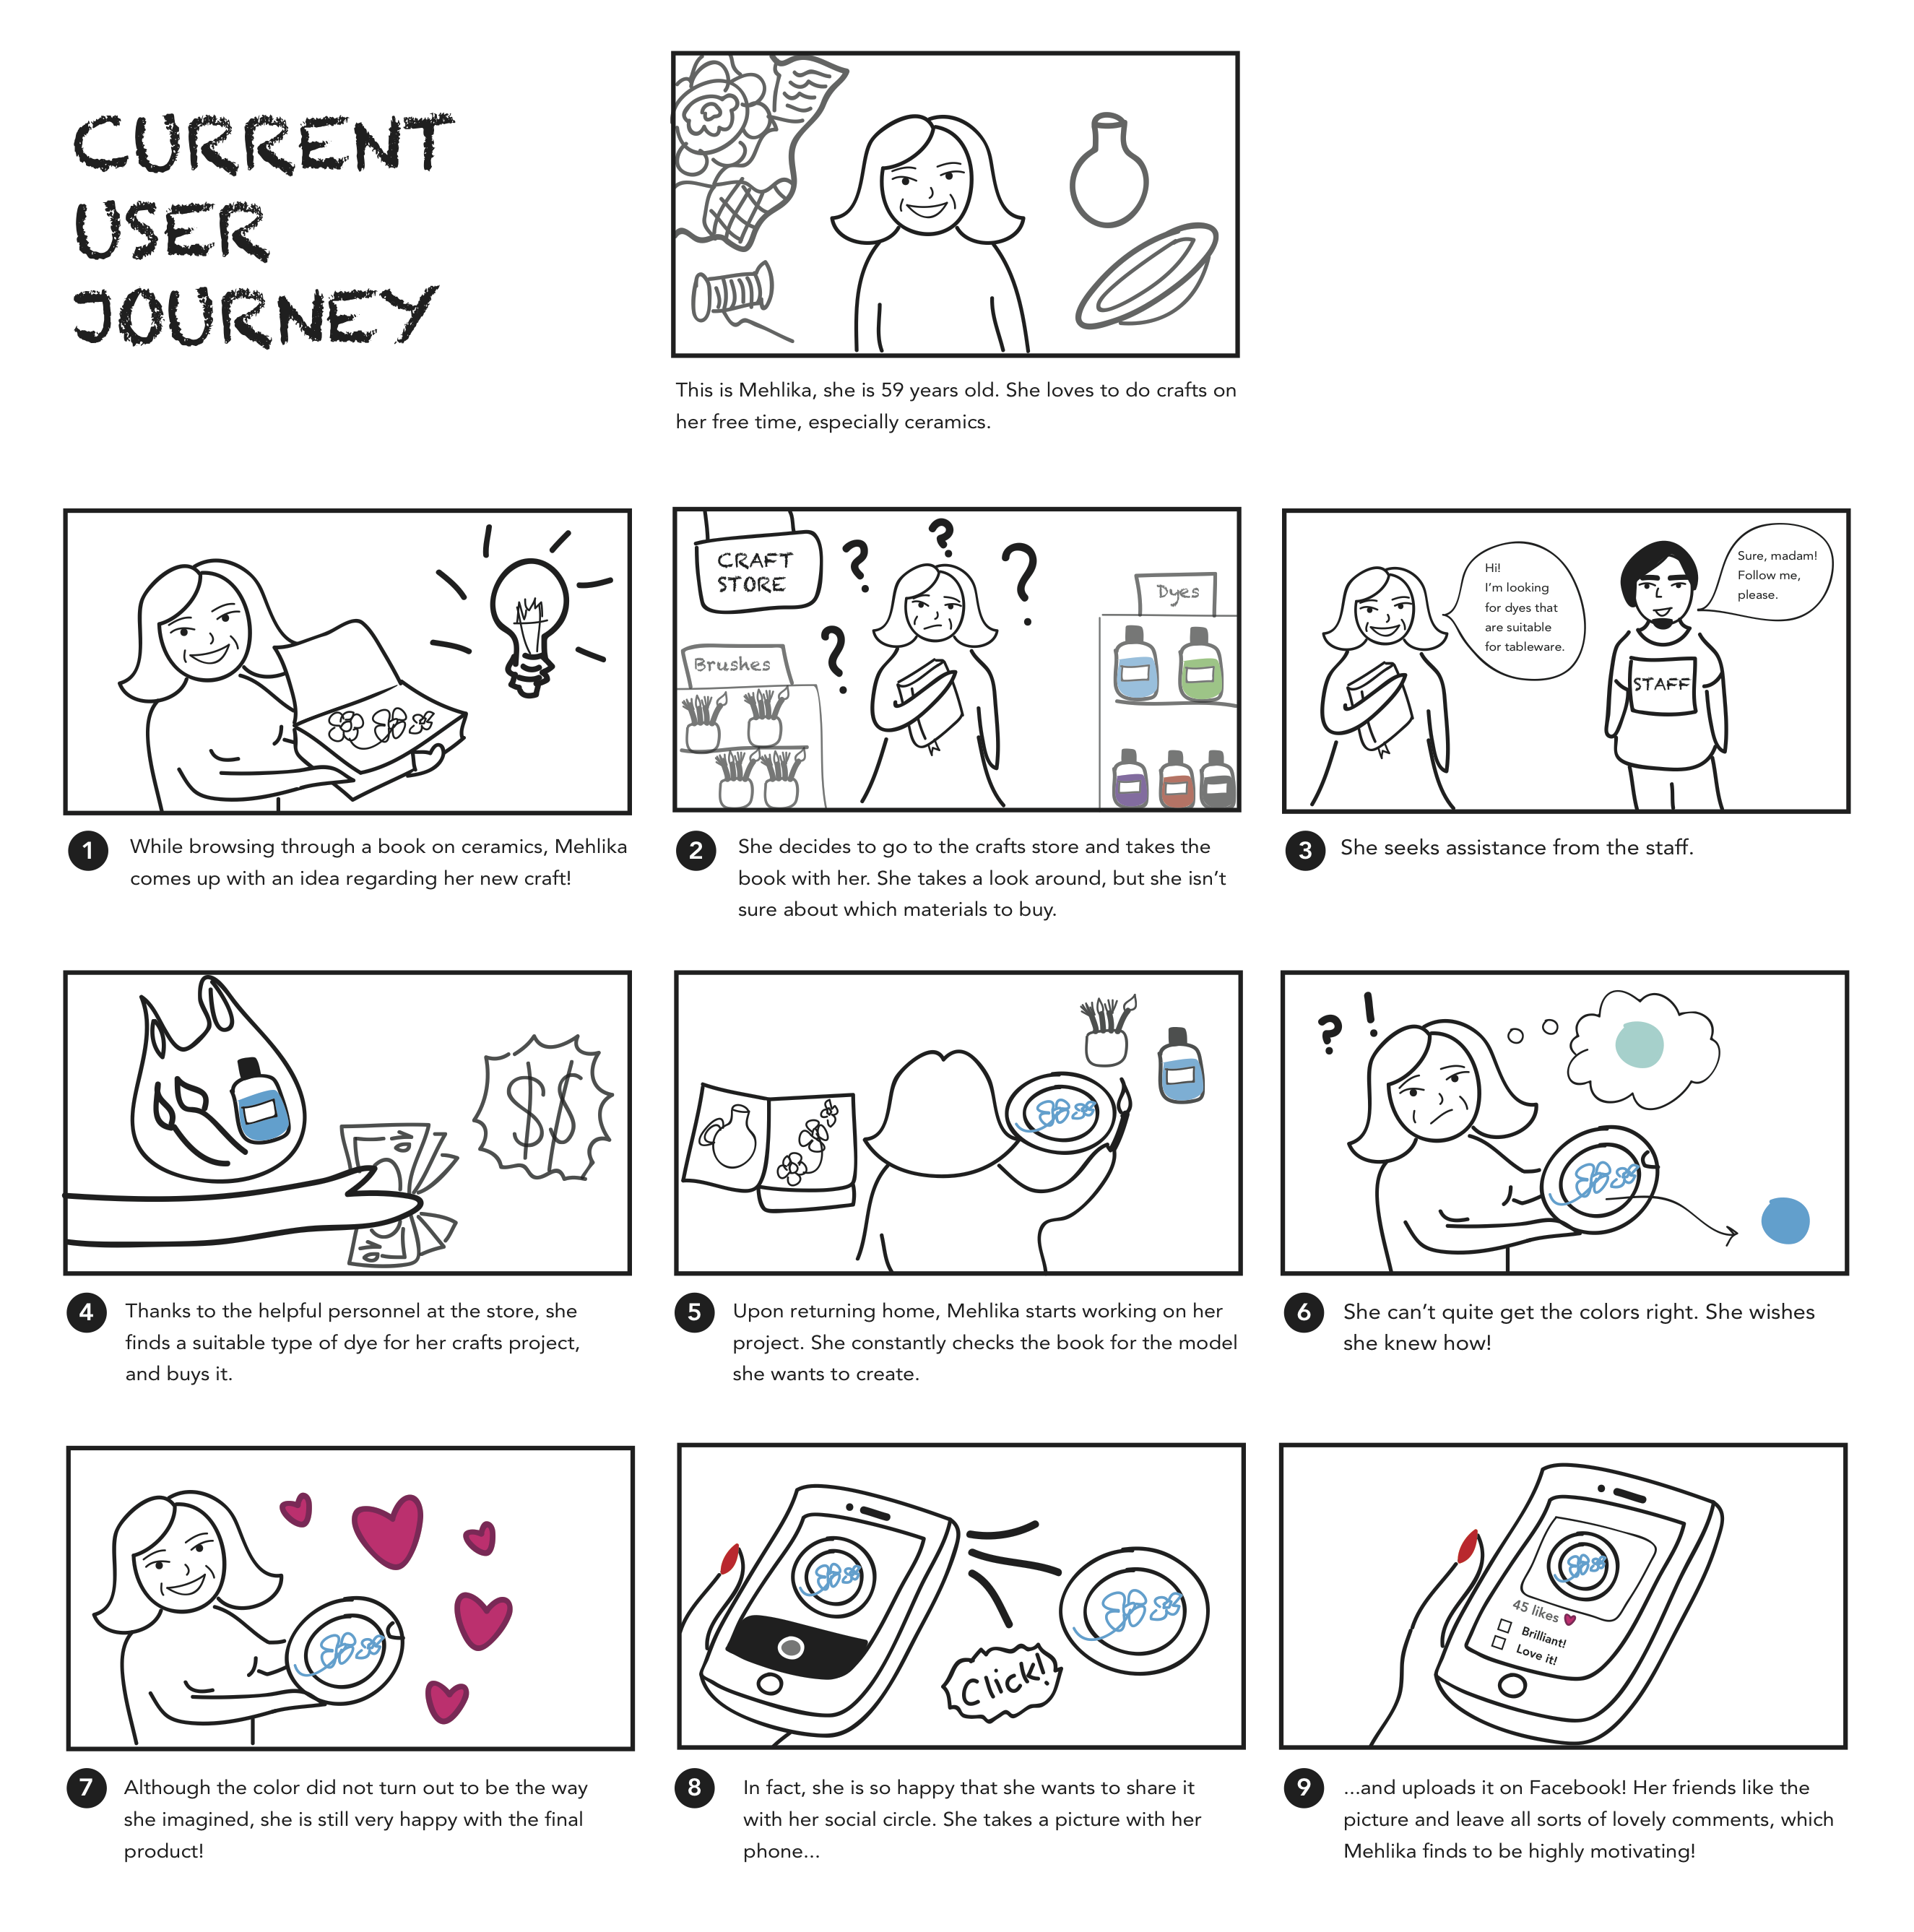 CURRENT
USER
JOURNEY
This is Mehlika, she is 59 years old. She loves to do crafts on
her free time, especially ceramics.
1
While browsing through a book on ceramics, Mehlika
comes up with an idea regarding her new craft!
CRAFT
STORE
Brushes
Dyes
2
She decides to go to the crafts store and takes the
book with her. She takes a look around, but she isn't
sure about which materials to buy.
Hi!
I'm looking
for dyes that
are suitable
for tableware.
Sure, madam!
Follow me,
please.
STAFF
3
She seeks assistance from the staff.
$$
4
Thanks to the helpful personnel at the store, she
finds a suitable type of dye for her crafts project,
and buys it.
5
Upon returning home, Mehlika starts working on her
project. She constantly checks the book for the model
she wants to create.
6
She can't quite get the colors right. She wishes
she knew how!
7
Although the color did not turn out to be the way
she imagined, she is still very happy with the final
product!
Click!
8
In fact, she is so happy that she wants to share it
with her social circle. She takes a picture with her
phone...
45 likes
Brilliant!
Love it!
9
...and uploads it on Facebook! Her friends like the
picture and leave all sorts of lovely comments, which
Mehlika finds to be highly motivating!